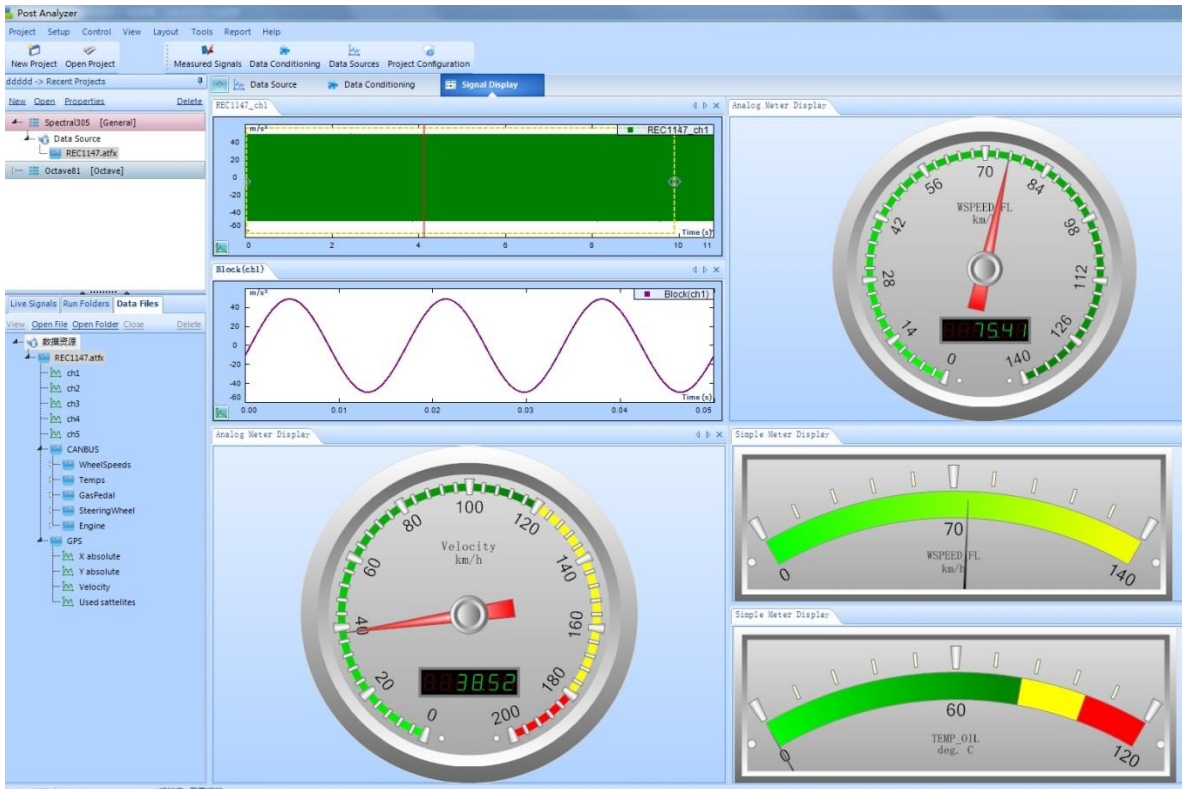 Post Analyzer
Project Setup Control View Layout Tools Report Help
New Project Open Project Measured Signals Data Conditioning Data Sources Project Configuration
ddddd -> Recent Projects
New Open Properties Delete
Spectral305 [General]
Data Source
REC1147.atfx
Octave81 [Octave]
Live Signals Run Folders Data Files
View Open File Open Folder Close Delete
数据资源
REC1147.atfx
ch1
ch2
ch3
ch4
ch5
CANBUS
WheelSpeeds
Temps
GasPedal
SteeringWheel
Engine
GPS
X absolute
Y absolute
Velocity
Used sattelites
Data Source Data Conditioning Signal Display
REC1147_ch1
m/s² REC1147_ch1
40
20
0
-20
-40
-60
Time (s)
0 2 4 6 8 10 11
Block(ch1)
m/s² Block(ch1)
40
20
0
-20
-40
-60
Time (s)
0.00 0.01 0.02 0.03 0.04 0.05
Analog Meter Display
0 20 40 60 80 100 120 140 160 180 200
Velocity
km/h
38.52
Analog Meter Display
0 14 28 42 56 70 84 98 112 126 140
WSPEED_FL
km/h
75.41
Simple Meter Display
0 70 140
WSPEED_FL
km/h
Simple Meter Display
0 60 120
TEMP_OIL
deg. C